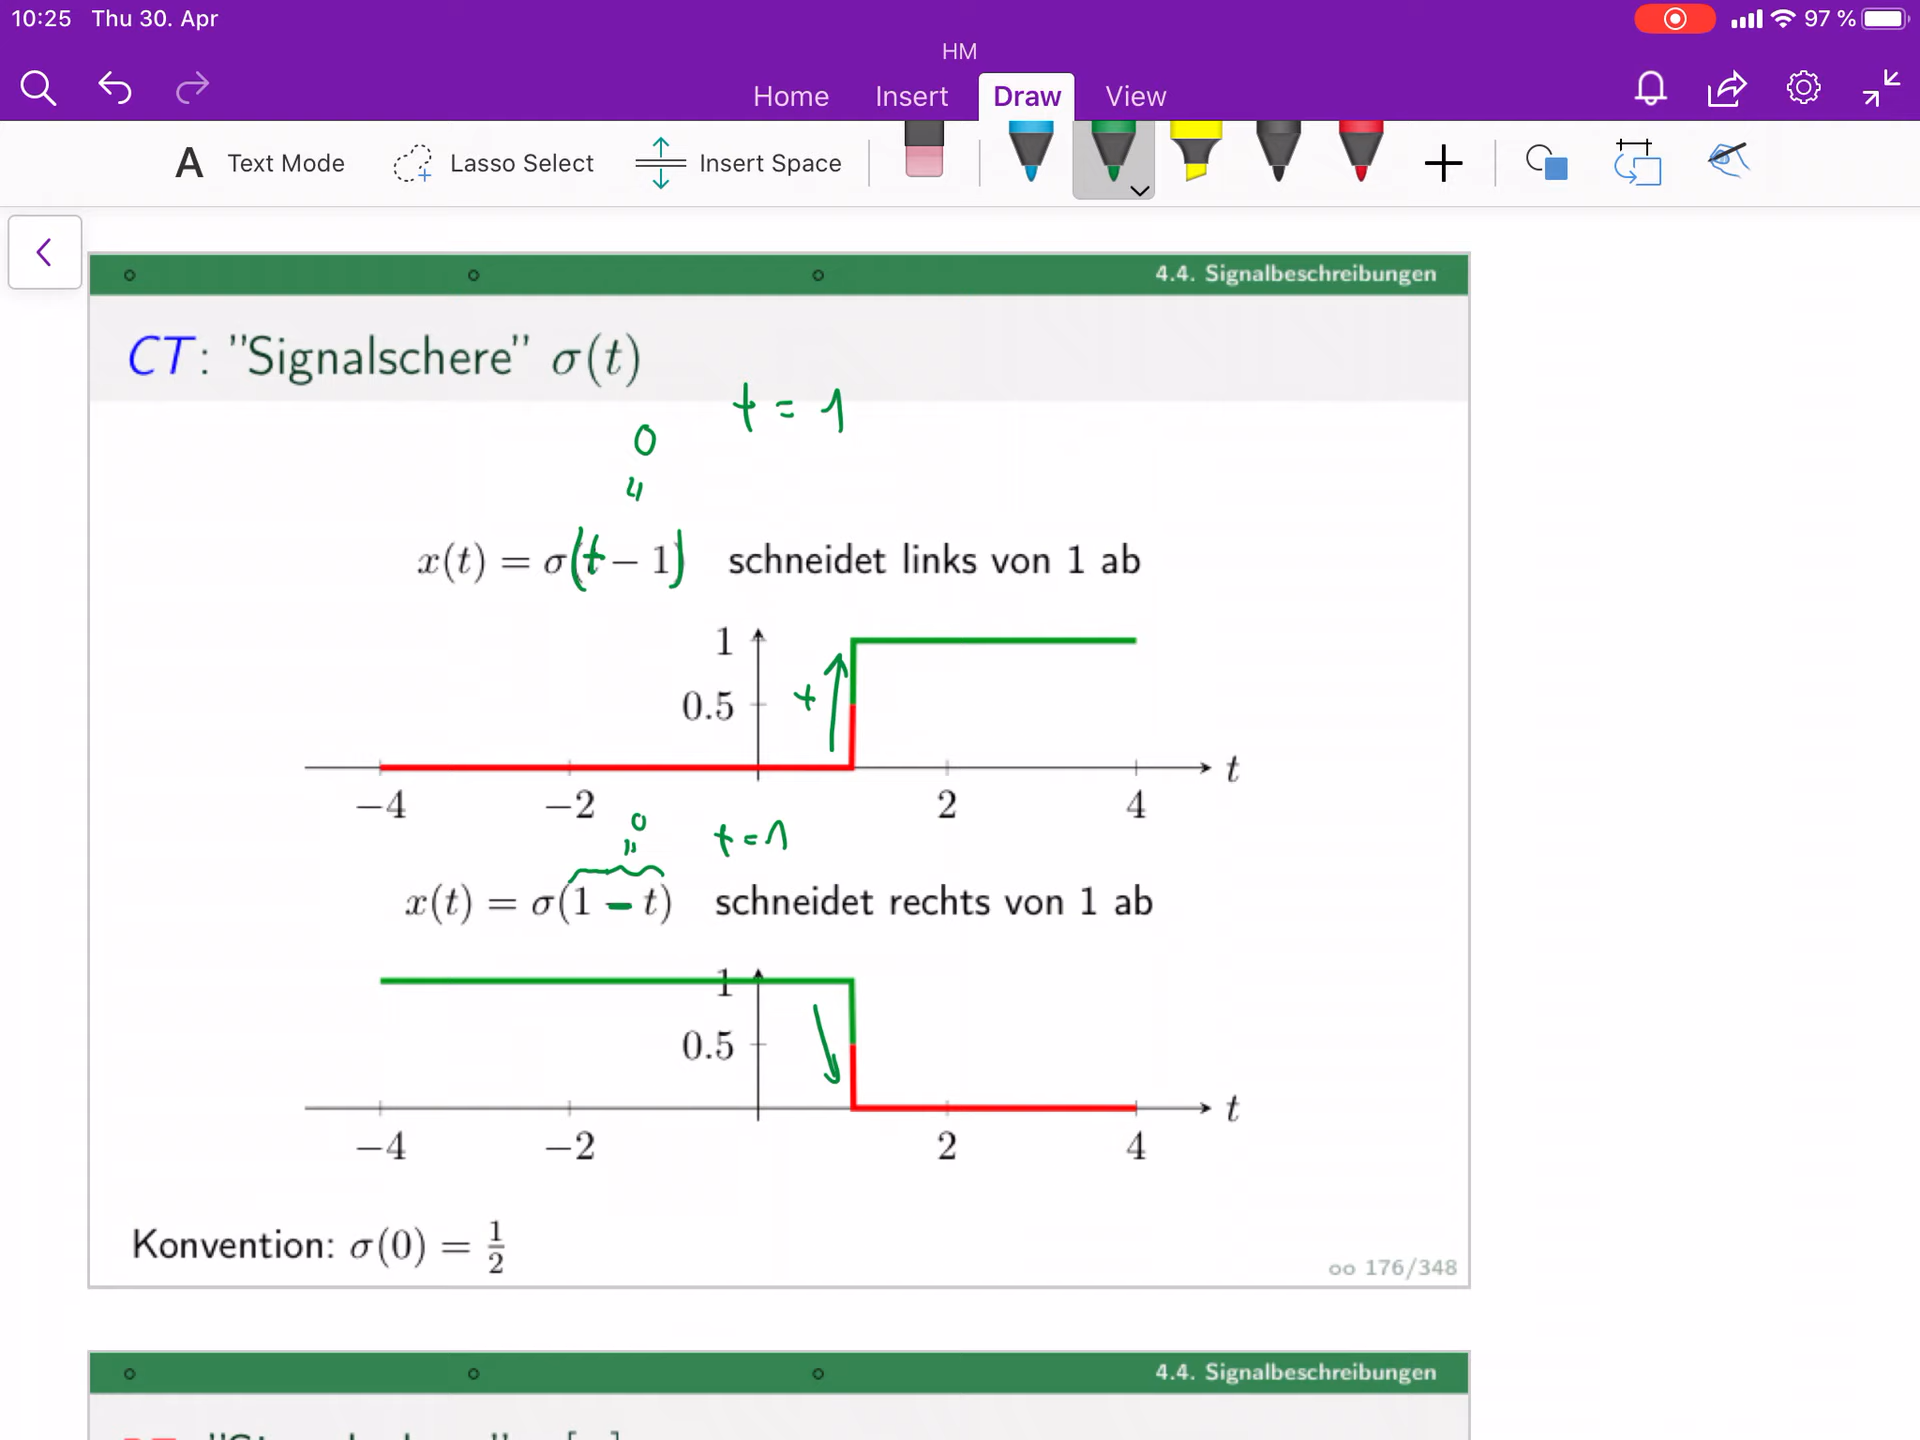 10:25 Thu 30. Apr 97 %
HM
Home Insert Draw View
A Text Mode Lasso Select Insert Space
4.4. Signalbeschreibungen
CT: "Signalschere" σ(t)
t = 1
0
"
x(t) = σ(t − 1) schneidet links von 1 ab
1
+
0.5
t
−4 −2 2 4
0
" t = 1
x(t) = σ(1 − t) schneidet rechts von 1 ab
1
0.5
t
−4 −2 2 4
Konvention: σ(0) = 1/2
oo 176/348
4.4. Signalbeschreibungen